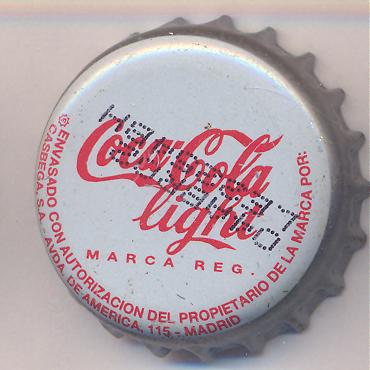 Coca-Cola
light
MARCA REG.
ENVASADO CON AUTORIZACION DEL PROPIETARIO DE LA MARCA POR:
CASBEGA, S.A. AVDA. DE AMERICA, 115 - MADRID